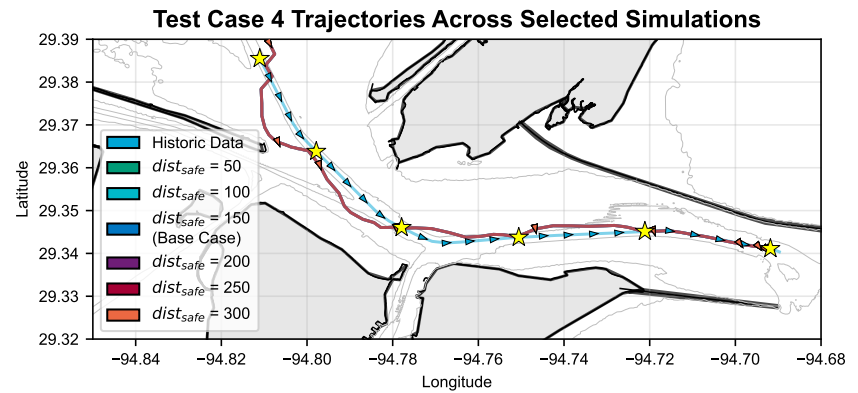 Test Case 4 Trajectories Across Selected Simulations
29.39
29.38
29.37
29.36
29.35
29.34
29.33
29.32
Latitude
Historic Data
dist_safe = 50
dist_safe = 100
dist_safe = 150
(Base Case)
dist_safe = 200
dist_safe = 250
dist_safe = 300
−94.84 −94.82 −94.80 −94.78 −94.76 −94.74 −94.72 −94.70 −94.68
Longitude